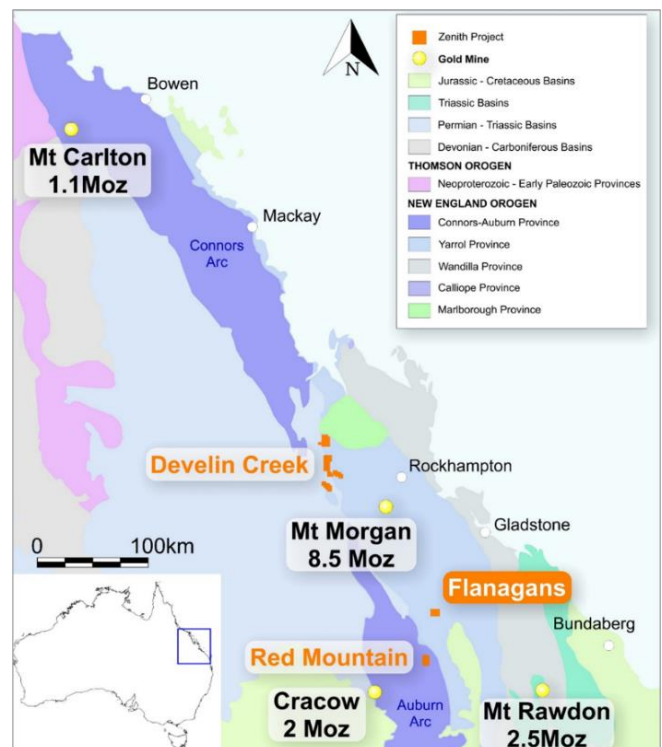 Bowen
Mt Carlton
1.1Moz
Mackay
Connors
Arc
N
Zenith Project
Gold Mine
Jurassic - Cretaceous Basins
Triassic Basins
Permian - Triassic Basins
Devonian - Carboniferous Basins
THOMSON OROGEN
Neoproterozoic - Early Paleozoic Provinces
NEW ENGLAND OROGEN
Connors-Auburn Province
Yarrol Province
Wandilla Province
Calliope Province
Marlborough Province
Develin Creek
Rockhampton
Mt Morgan
8.5 Moz
Gladstone
0 100km
Flanagans
Bundaberg
Red Mountain
Cracow
2 Moz
Auburn
Arc
Mt Rawdon
2.5Moz